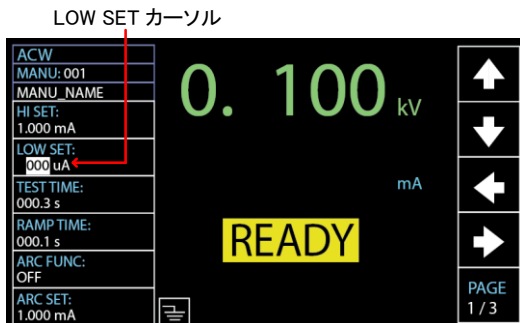 LOW SET カーソル
ACW
MANU: 001
MANU_NAME
HI SET:
1.000 mA
LOW SET:
000 uA
TEST TIME:
000.3 s
RAMP TIME:
000.1 s
ARC FUNC:
OFF
ARC SET:
1.000 mA
0. 100 kV
mA
READY
PAGE
1 / 3